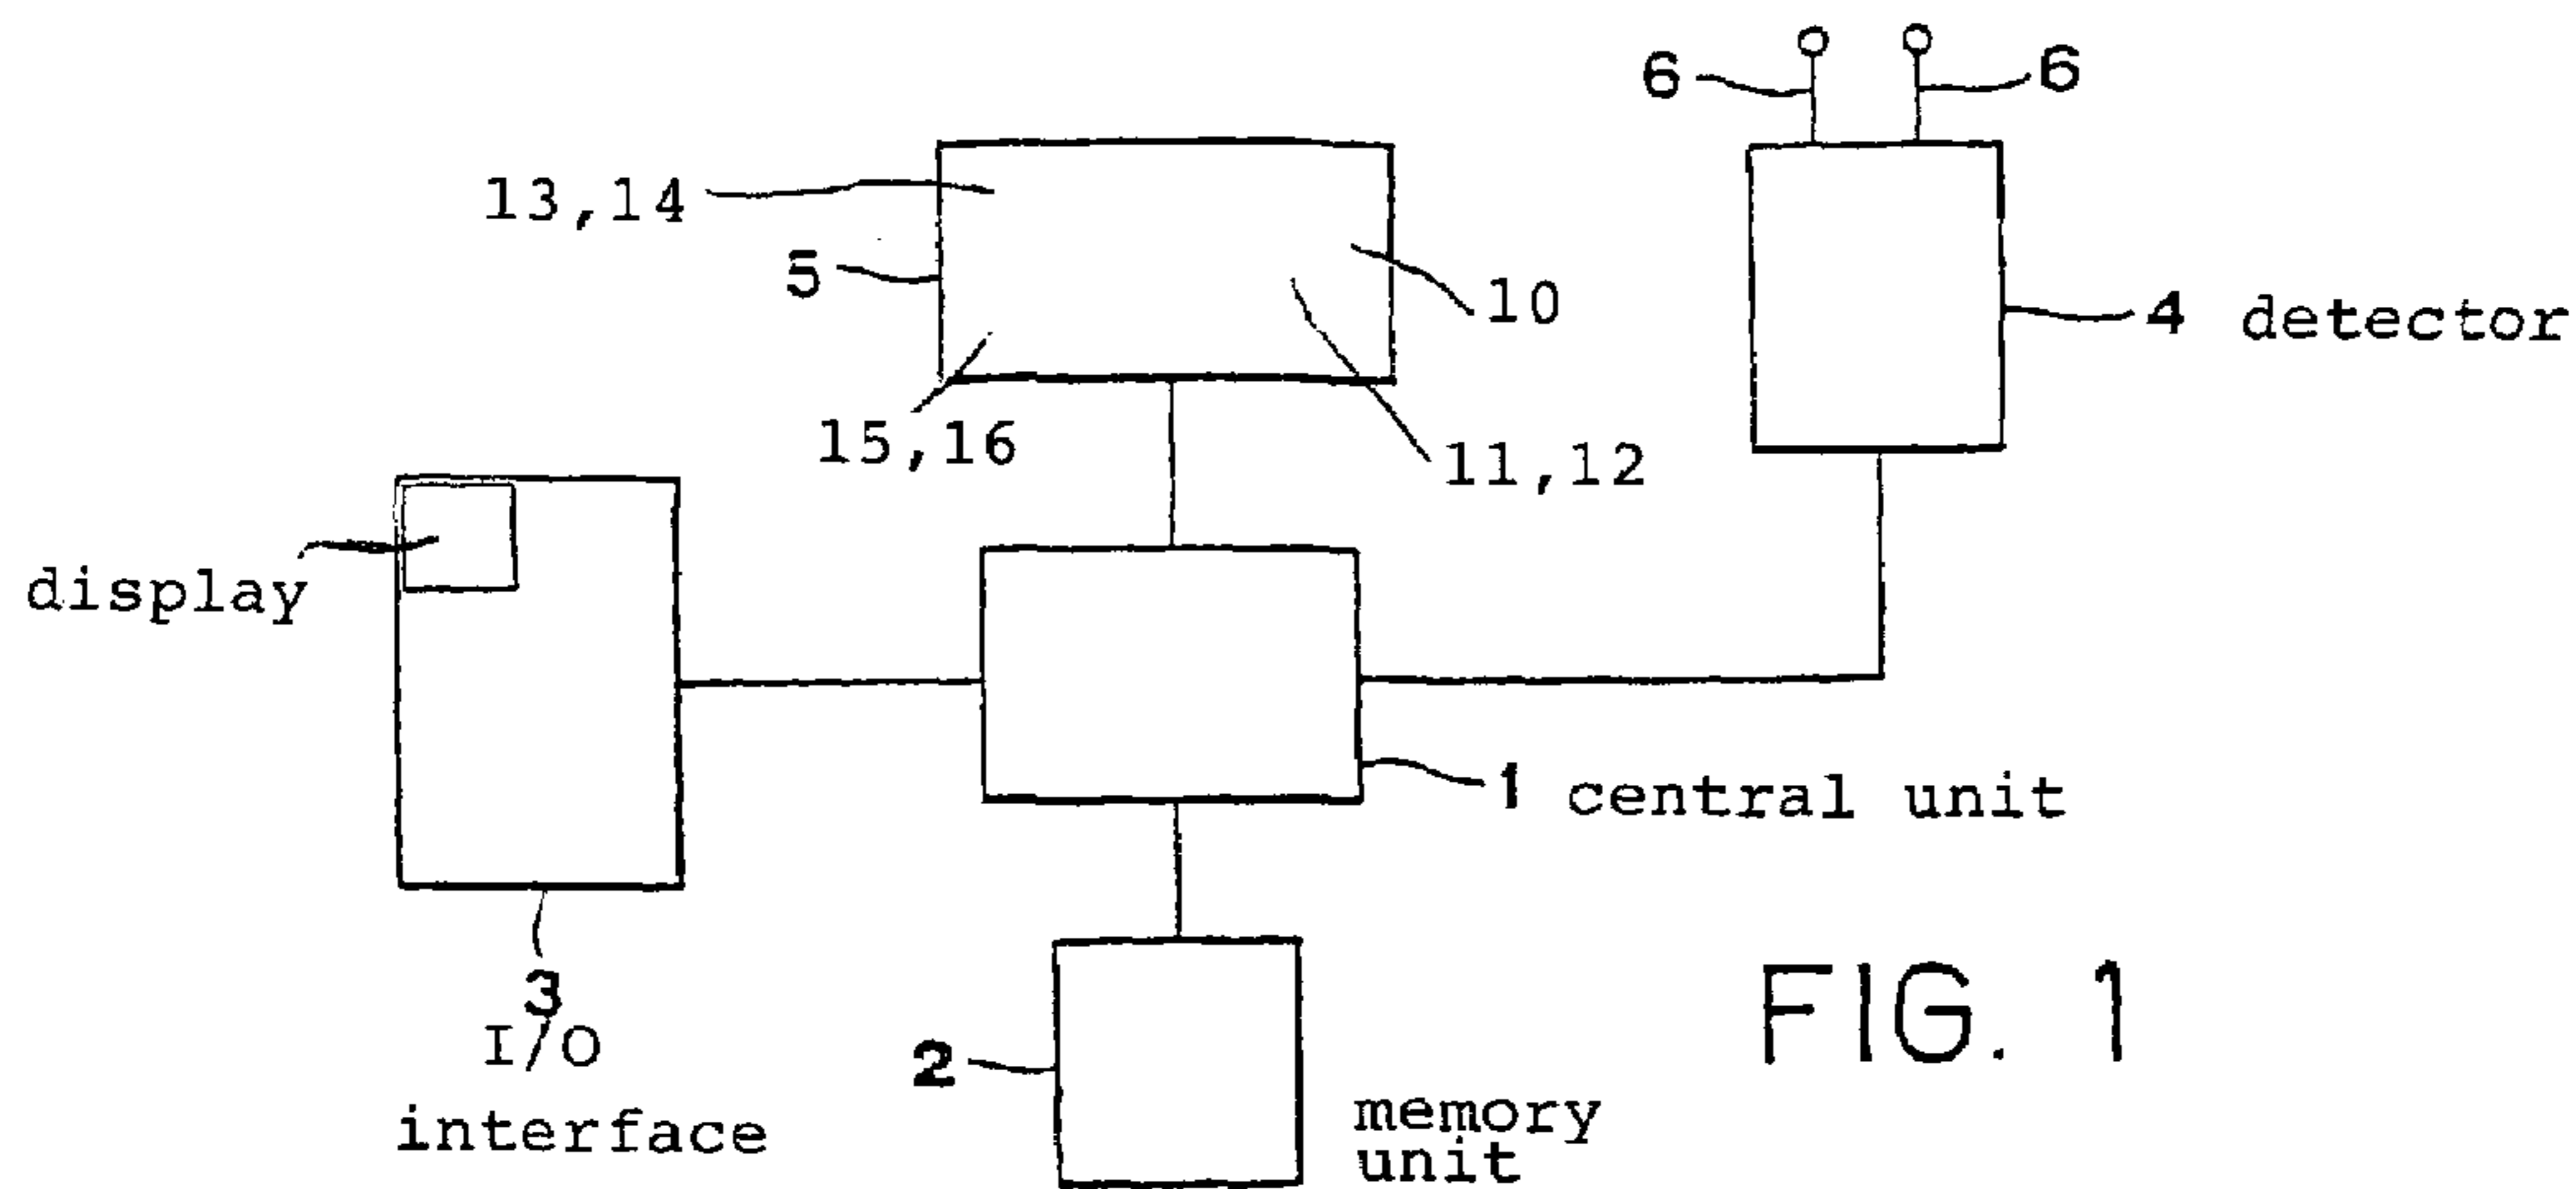 6
6
13,14
5
10
4 detector
15,16
11,12
display
1 central unit
3
I/O
interface
2
memory
unit
FIG. 1